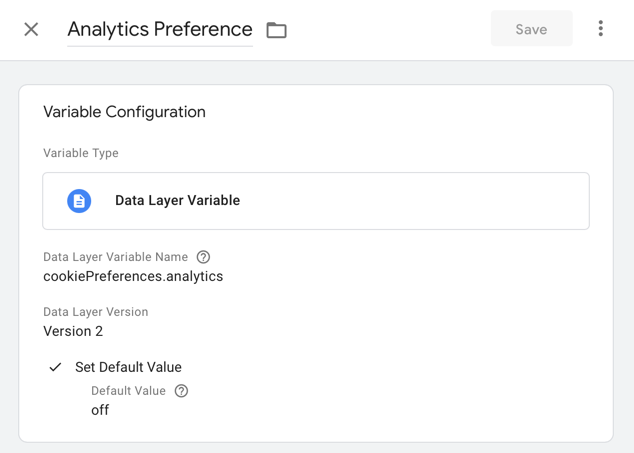 Analytics Preference
Save
Variable Configuration
Variable Type
Data Layer Variable
Data Layer Variable Name
cookiePreferences.analytics
Data Layer Version
Version 2
Set Default Value
Default Value
off